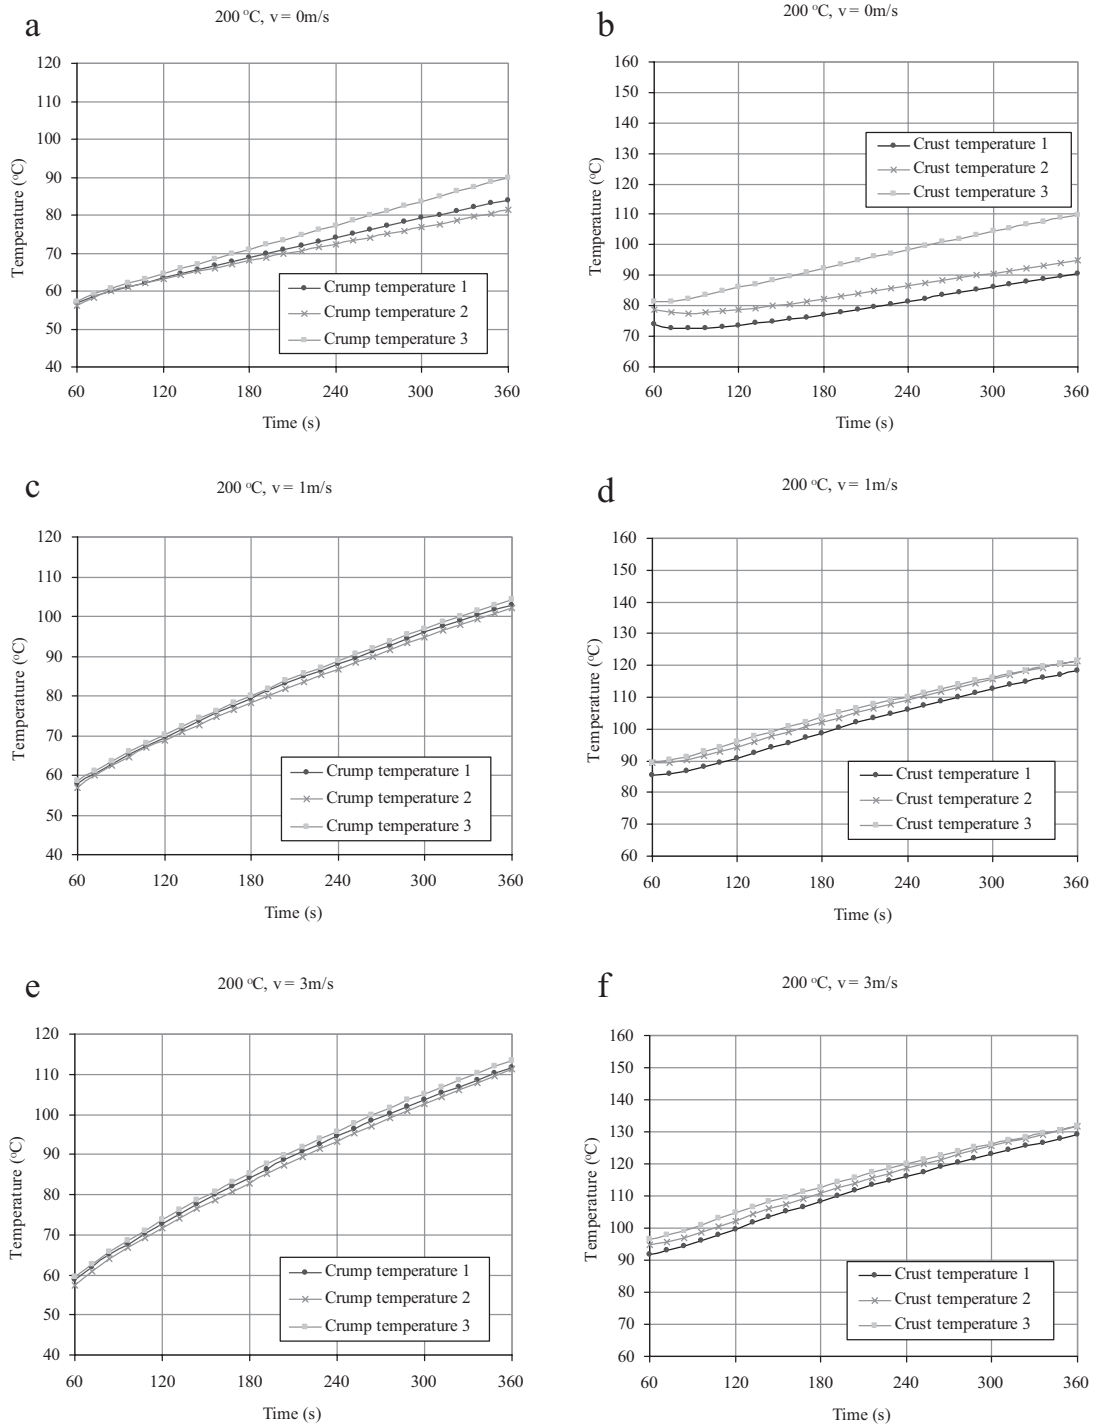 a
200 °C, v = 0m/s
120
110
100
90
80
70
60
50
40
Temperature (°C)
Crump temperature 1
Crump temperature 2
Crump temperature 3
60 120 180 240 300 360
Time (s)
b
200 °C, v = 0m/s
160
150
140
130
120
110
100
90
80
70
60
Temperature (°C)
Crust temperature 1
Crust temperature 2
Crust temperature 3
60 120 180 240 300 360
Time (s)
c
200 °C, v = 1m/s
120
110
100
90
80
70
60
50
40
Temperature (°C)
Crump temperature 1
Crump temperature 2
Crump temperature 3
60 120 180 240 300 360
Time (s)
d
200 °C, v = 1m/s
160
150
140
130
120
110
100
90
80
70
60
Temperature (°C)
Crust temperature 1
Crust temperature 2
Crust temperature 3
60 120 180 240 300 360
Time (s)
e
200 °C, v = 3m/s
120
110
100
90
80
70
60
50
40
Temperature (°C)
Crump temperature 1
Crump temperature 2
Crump temperature 3
60 120 180 240 300 360
Time (s)
f
200 °C, v = 3m/s
160
150
140
130
120
110
100
90
80
70
60
Temperature (°C)
Crust temperature 1
Crust temperature 2
Crust temperature 3
60 120 180 240 300 360
Time (s)